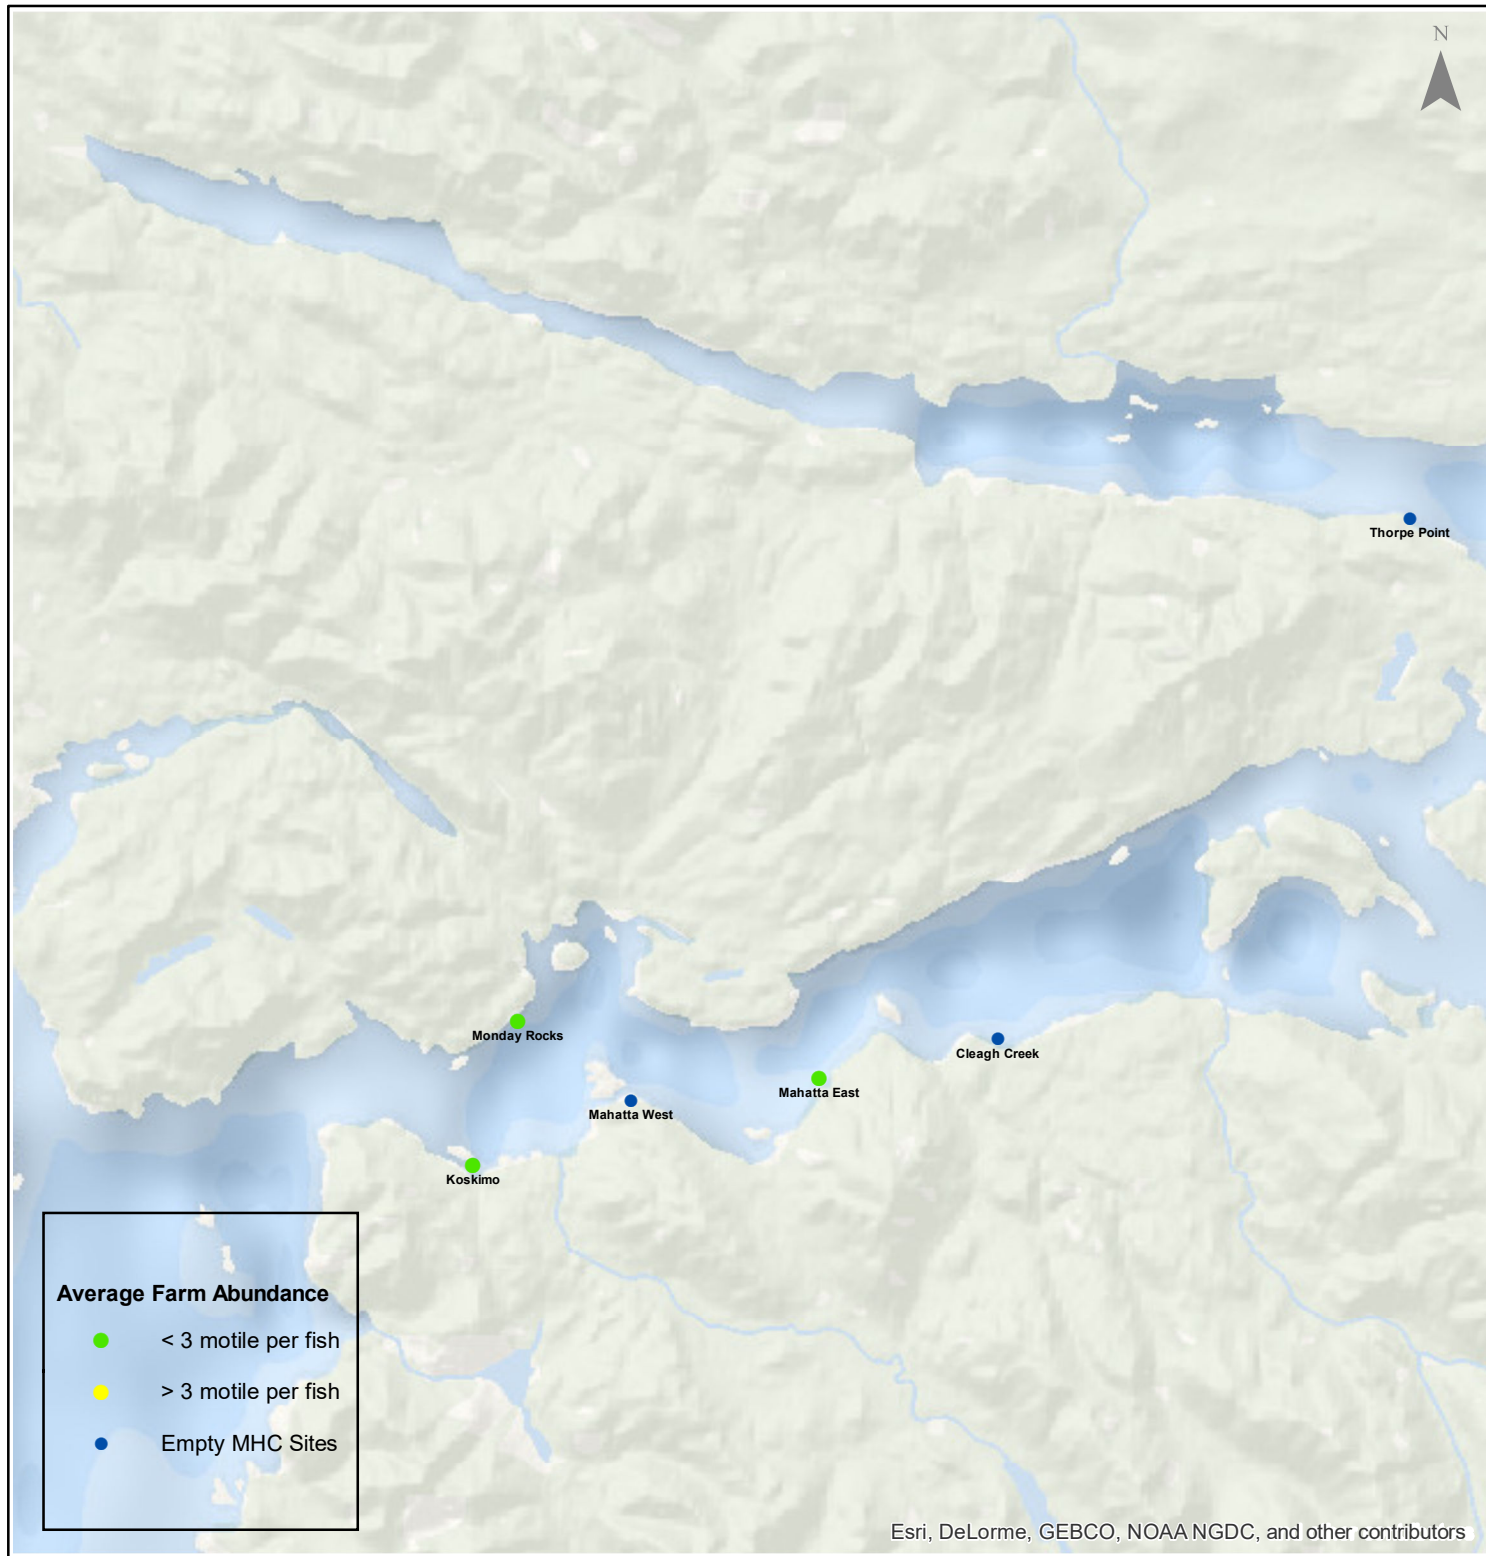 N
Thorpe Point
Monday Rocks
Cleagh Creek
Mahatta East
Mahatta West
Koskimo
Average Farm Abundance
< 3 motile per fish
> 3 motile per fish
Empty MHC Sites
Esri, DeLorme, GEBCO, NOAA NGDC, and other contributors